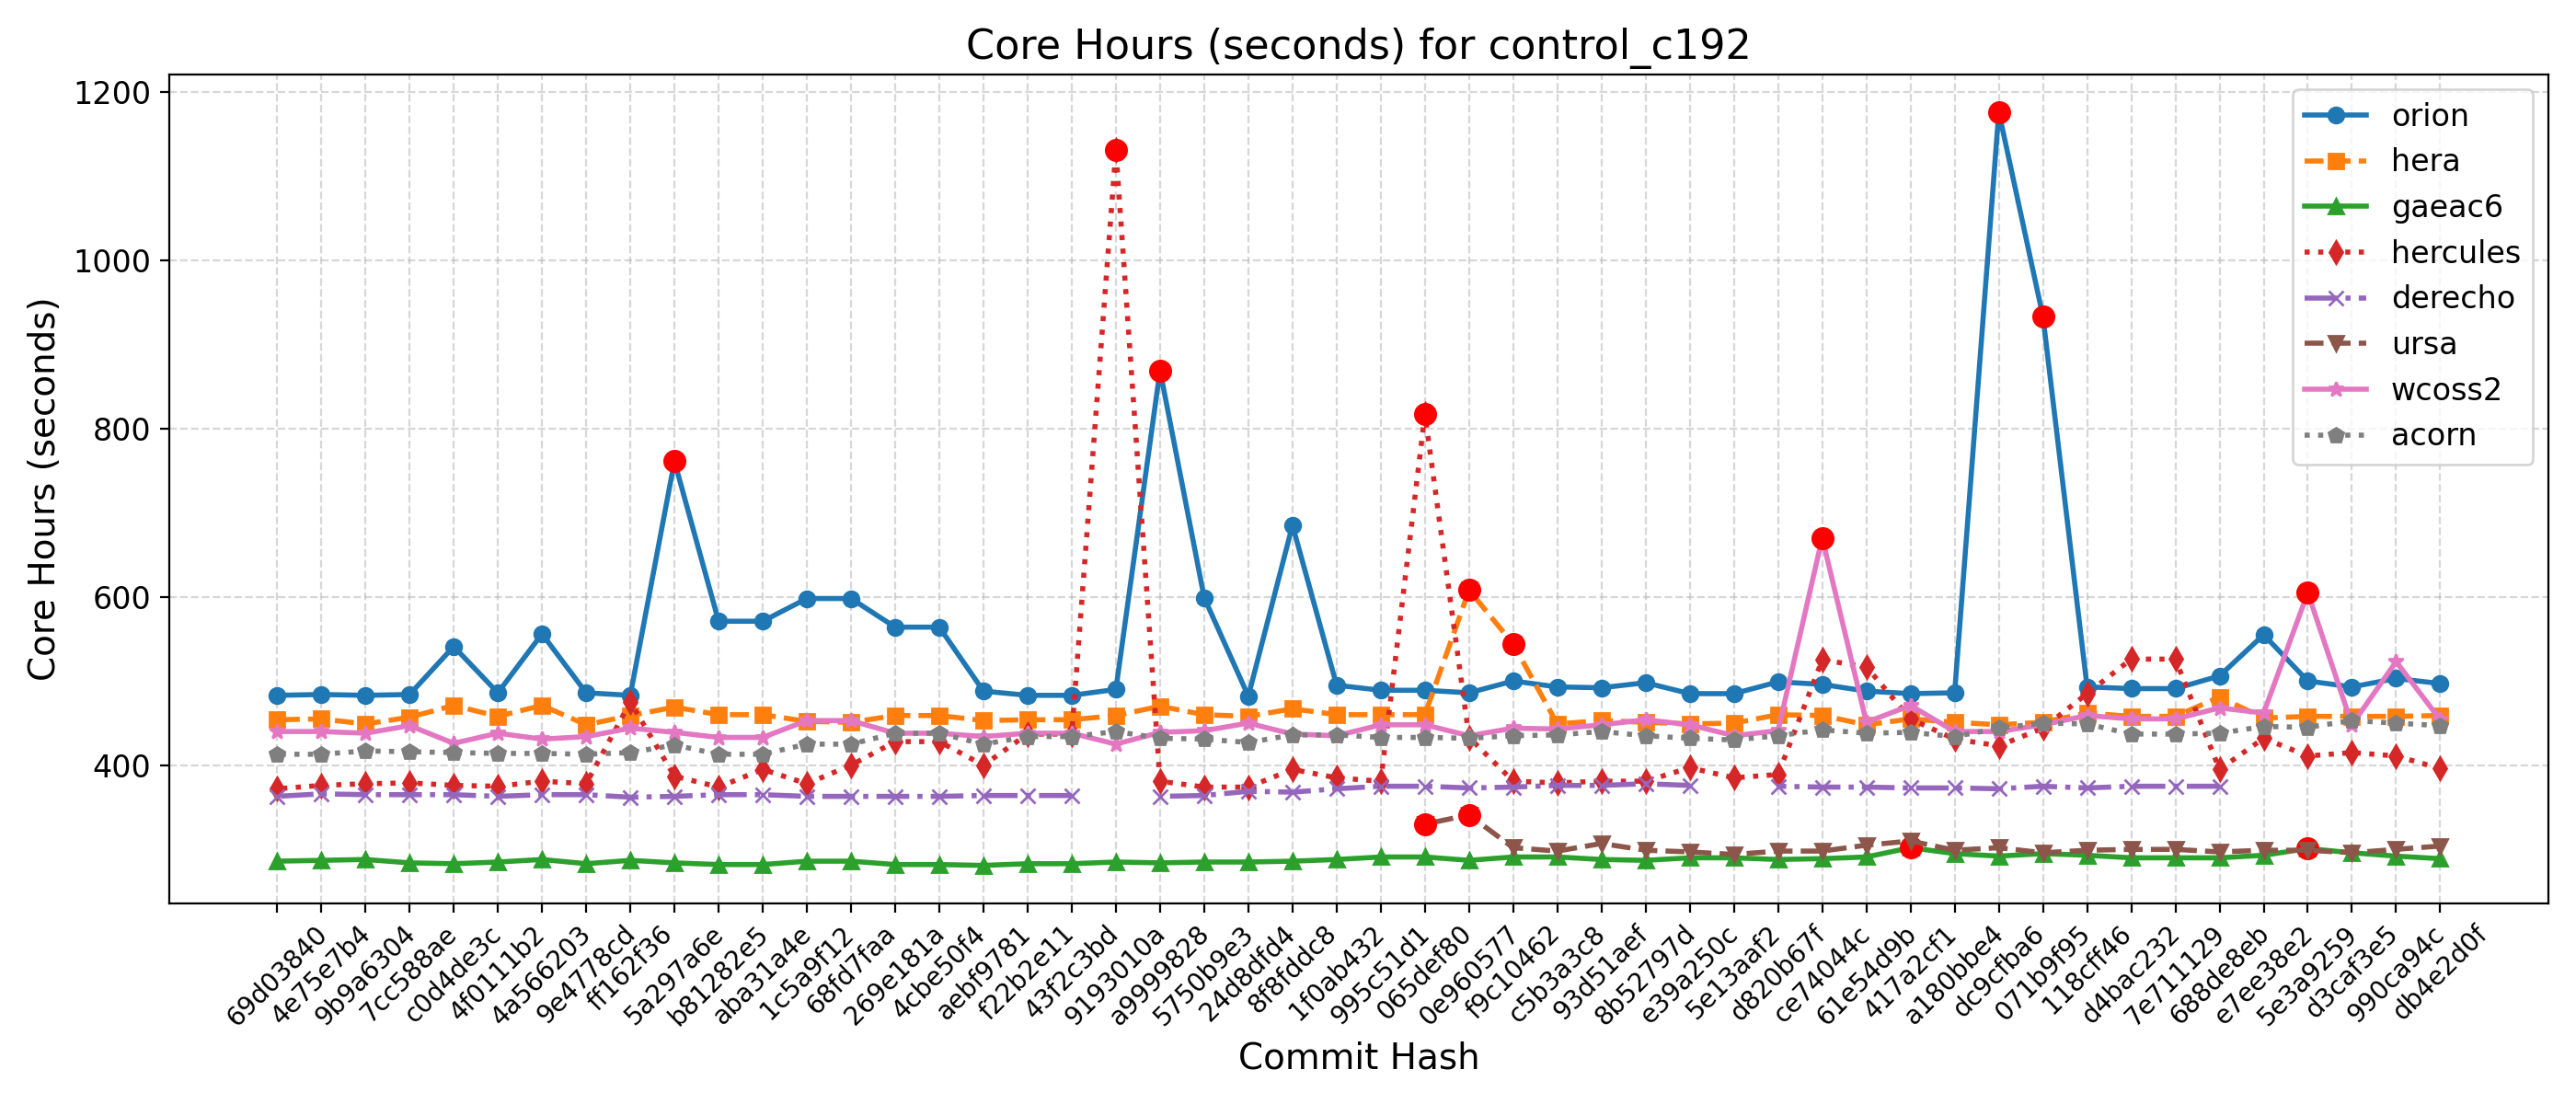 Core Hours (seconds) for control_c192
Core Hours (seconds)
1200
1000
800
600
400
orion
hera
gaeac6
hercules
derecho
ursa
wcoss2
acorn
69d03840
4e75e7b4
9b9a6304
7cc588ae
c0d4de3c
4f0111b2
4a566203
9e4778cd
ff162f36
5a297a6e
b81282e5
aba31a4e
1c5a9f12
68fd7faa
269e181a
4cbe50f4
aebf9781
f22b2e11
43f2c3bd
9193010a
a9999828
5750b9e3
24d8dfd4
8f8fddc8
1f0ab432
995c51d1
065def80
0e960577
f9c10462
c5b3a3c8
93d51aef
8b52797d
e39a250c
5e13aaf2
d820b67f
ce74044c
61e54d9b
417a2cf1
a180bbe4
dc9cfba6
071b9f95
118cff46
d4bac232
7e711129
688de8eb
e7ee38e2
5e3a9259
d3caf3e5
990ca94c
db4e2d0f
Commit Hash